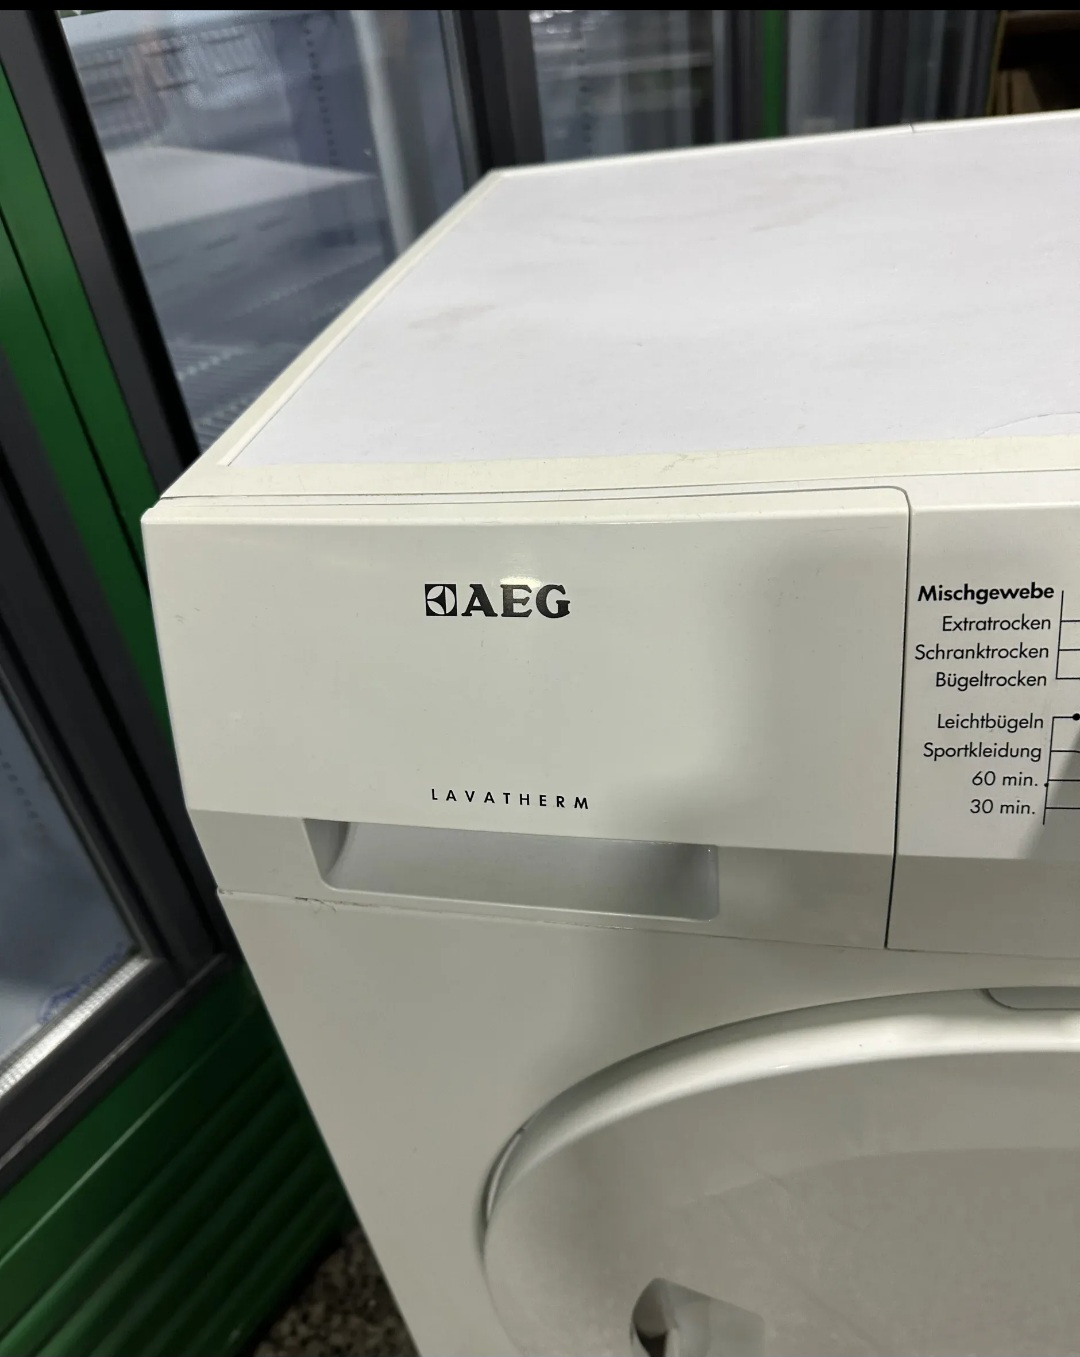 AEG
LAVATHERM
Mischgewebe
Extratrocken
Schranktrocken
Bügeltrocken
Leichtbügeln
Sportkleidung
60 min.
30 min.